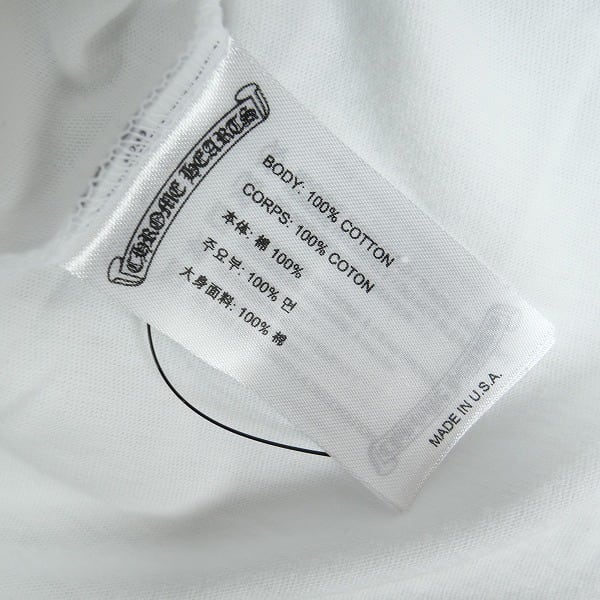 CHROME HEARTS
BODY: 100% COTTON
CORPS: 100% COTON
本体: 棉 100%
주요부: 100% 면
大身面料: 100% 棉
MADE IN U.S.A.